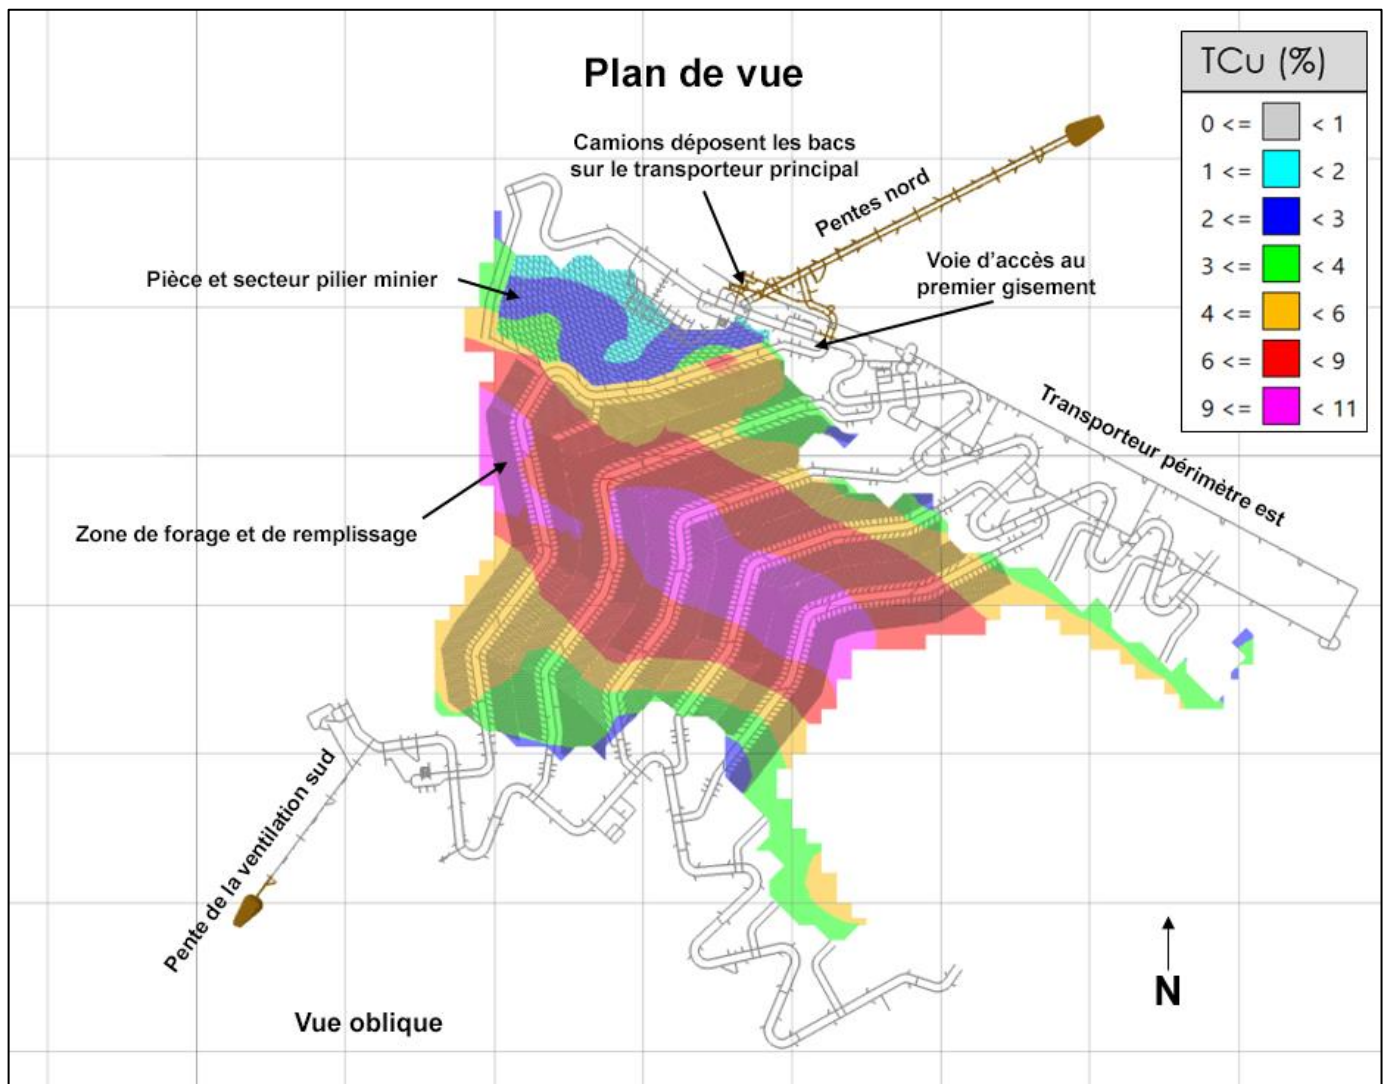 Plan de vue
TCu (%)
0 <= < 1
1 <= < 2
2 <= < 3
3 <= < 4
4 <= < 6
6 <= < 9
9 <= < 11
Camions déposent les bacs
sur le transporteur principal
Pentes nord
Voie d'accès au
premier gisement
Pièce et secteur pilier minier
Transporteur périmètre est
Zone de forage et de remplissage
Pente de la ventilation sud
N
Vue oblique